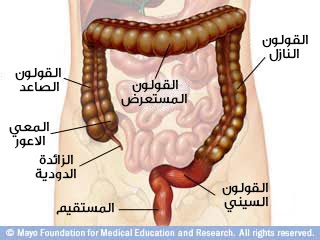 القولون
النازل
القولون
الصاعد
القولون
المستعرض
المعي
الاعور
الزائدة
الدودية
القولون
السيني
المستقيم
© Mayo Foundation for Medical Education and Research. All rights reserved.